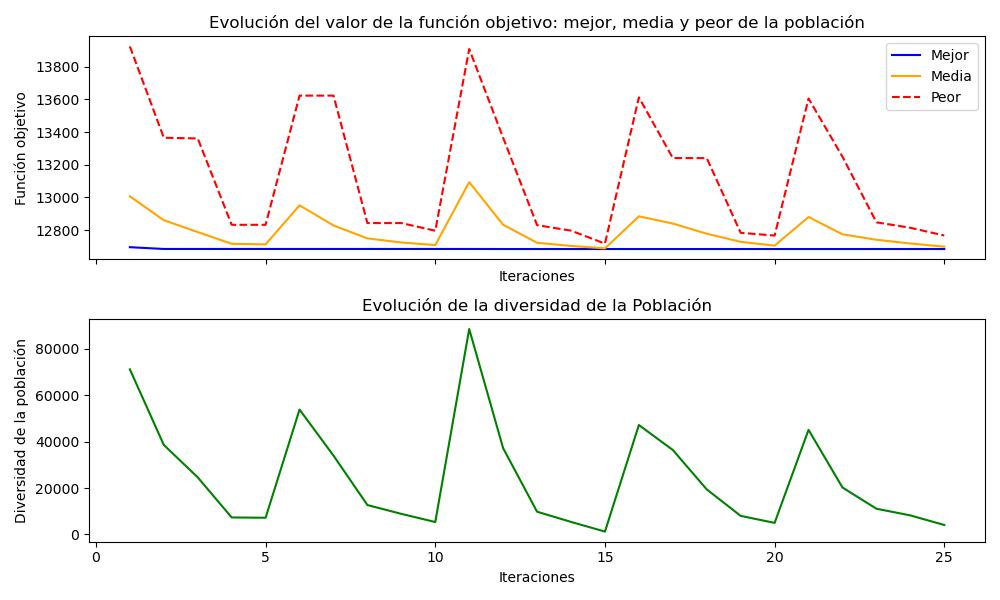 Evolución del valor de la función objetivo: mejor, media y peor de la población
Función objetivo
13800
13600
13400
13200
13000
12800
Mejor
Media
Peor
Iteraciones
Evolución de la diversidad de la Población
Diversidad de la población
80000
60000
40000
20000
0
0 5 10 15 20 25
Iteraciones